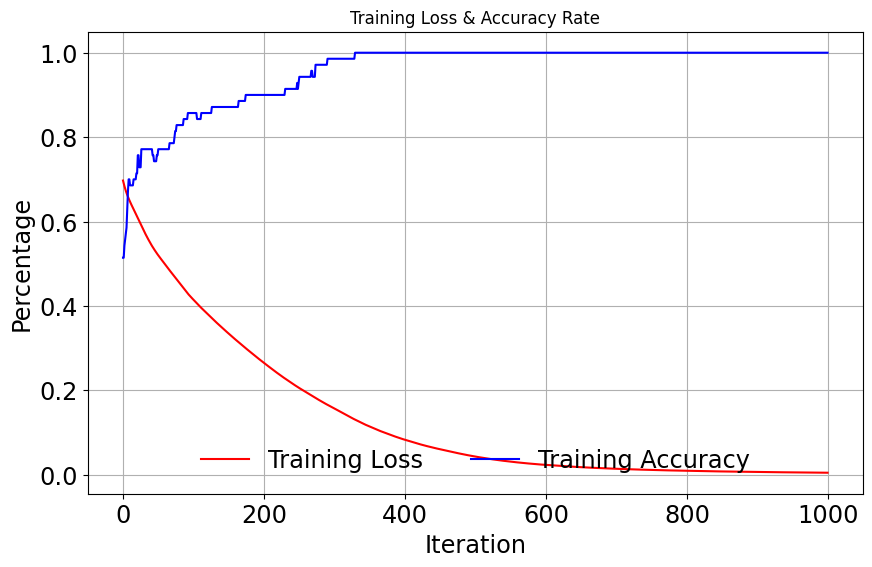 Training Loss & Accuracy Rate
1.0
0.8
0.6
0.4
0.2
0.0
Percentage
Training Loss Training Accuracy
0 200 400 600 800 1000
Iteration